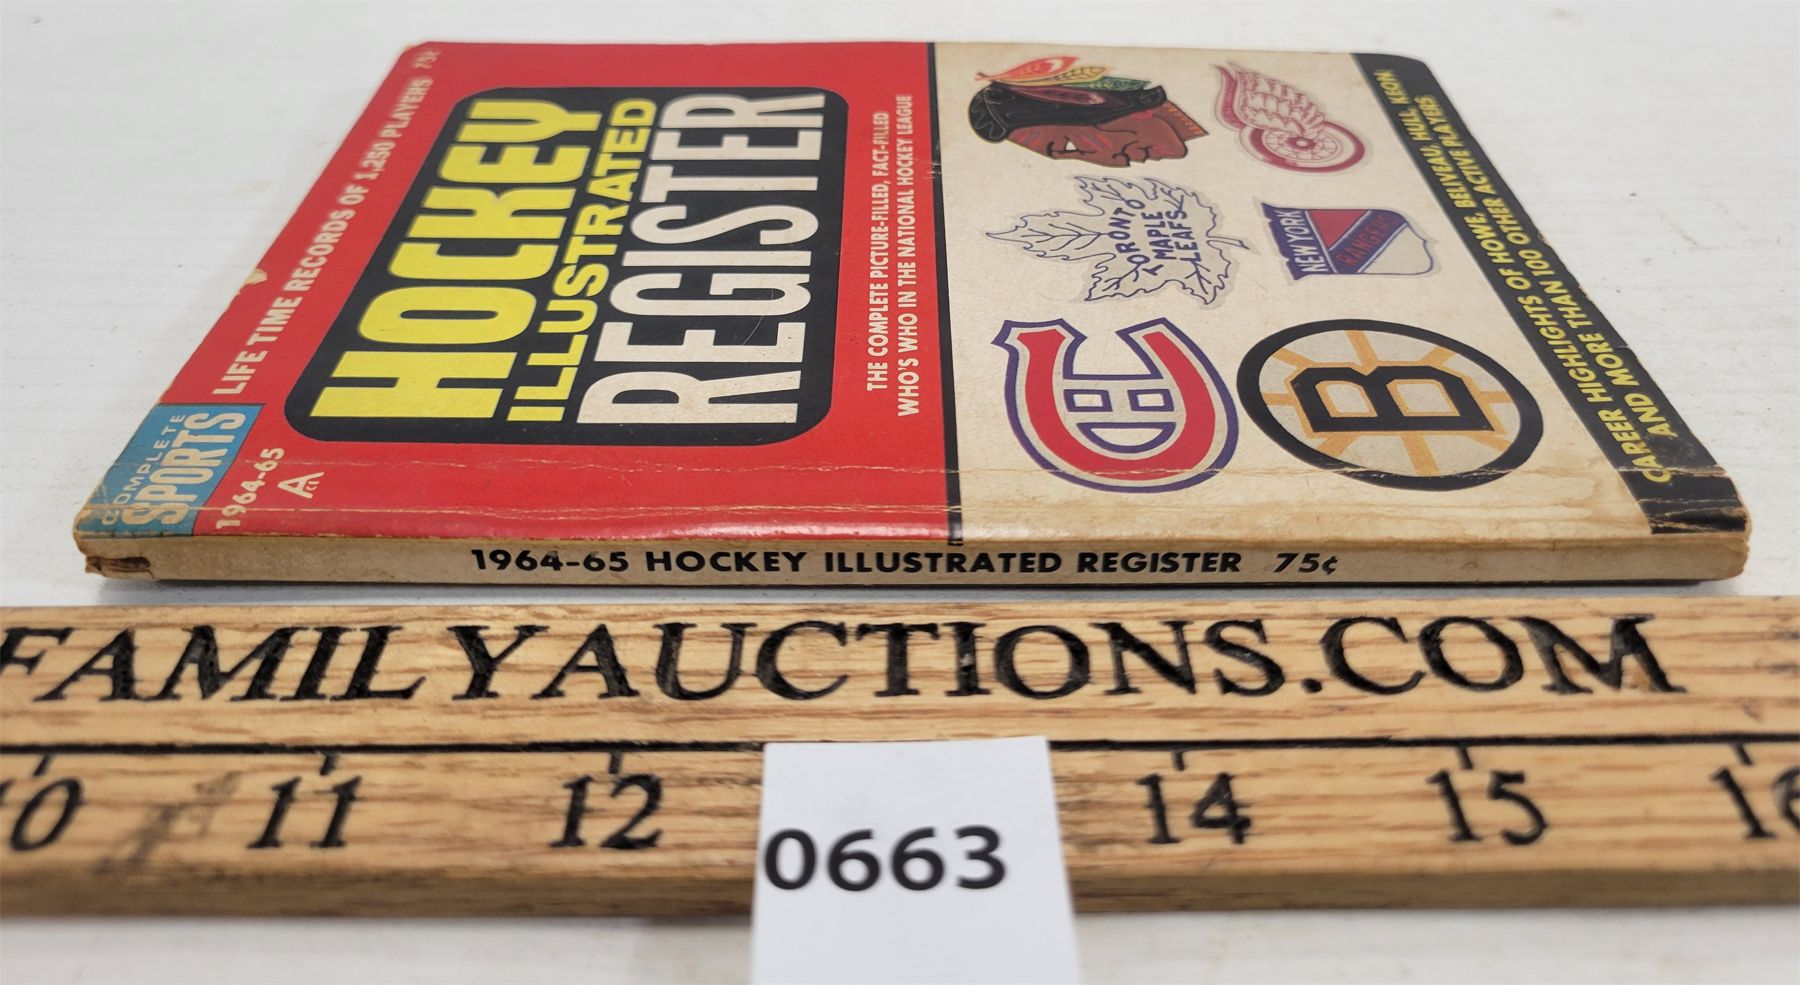 LIFE TIME RECORDS OF 1,250 PLAYERS 75¢
HOCKEY
ILLUSTRATED
REGISTER
COMPLETE
SPORTS
1964-65
THE COMPLETE PICTURE-FILLED, FACT-FILLED
WHO'S WHO IN THE NATIONAL HOCKEY LEAGUE
TORONTO
MAPLE
LEAFS
NEW YORK
RANGERS
CH
B
CAREER HIGHLIGHTS OF HOWE, BELIVEAU, HULL, KEON,
AND MORE THAN 100 OTHER ACTIVE PLAYERS
1964-65 HOCKEY ILLUSTRATED REGISTER 75¢
FAMILYAUCTIONS.COM
10 11 12 14 15 16
0663